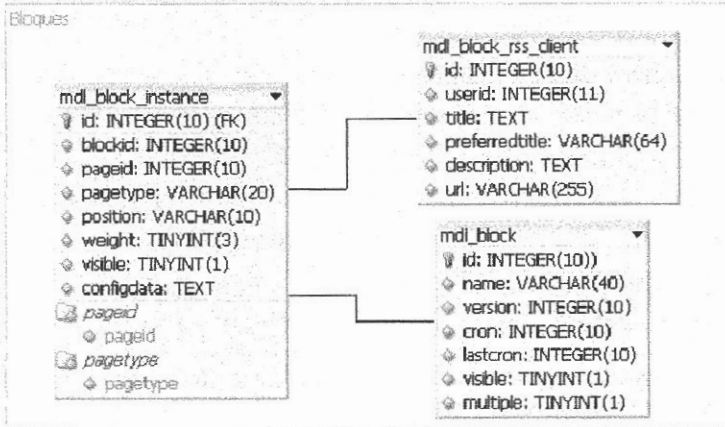 Bloques
mdl_block_instance
id: INTEGER(10) (FK)
blockid: INTEGER(10)
pageid: INTEGER(10)
pagetype: VARCHAR(20)
position: VARCHAR(10)
weight: TINYINT(3)
visible: TINYINT(1)
configdata: TEXT
pageid
pageid
pagetype
pagetype
mdl_block_rss_client
id: INTEGER(10)
userid: INTEGER(11)
title: TEXT
preferredtitle: VARCHAR(64)
description: TEXT
url: VARCHAR(255)
mdl_block
id: INTEGER(10))
name: VARCHAR(40)
version: INTEGER(10)
cron: INTEGER(10)
lastcron: INTEGER(10)
visible: TINYINT(1)
multiple: TINYINT(1)